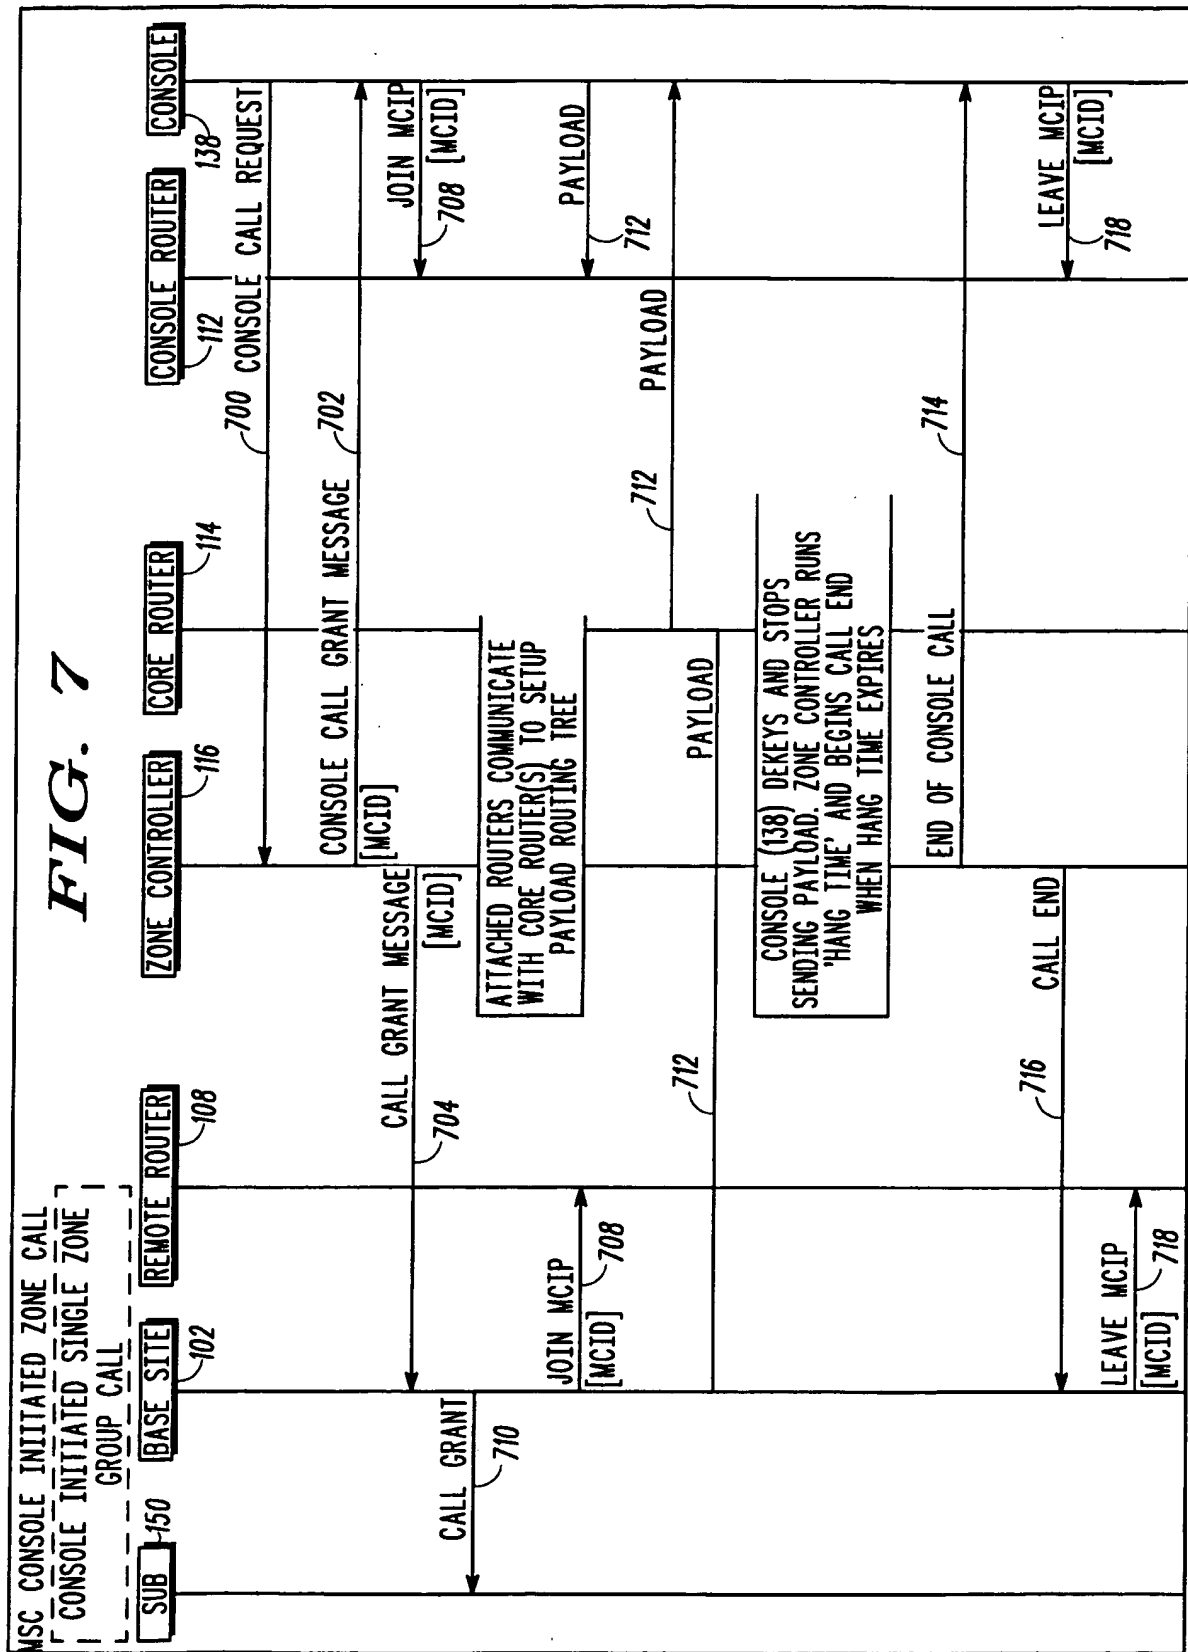 FIG. 7
MSC CONSOLE INIITATED ZONE CALL
CONSOLE INITIATED SINGLE ZONE
GROUP CALL
SUB
150
BASE SITE
102
REMOTE ROUTER
108
ZONE CONTROLLER
116
CORE ROUTER
114
CONSOLE ROUTER
112
CONSOLE
138
700
CONSOLE CALL REQUEST
CONSOLE CALL GRANT MESSAGE
702
[MCID]
CALL GRANT MESSAGE
[MCID]
704
JOIN MCIP
708
[MCID]
CALL GRANT
710
ATTACHED ROUTERS COMMUNICATE
WITH CORE ROUTER(S) TO SETUP
PAYLOAD ROUTING TREE
JOIN MCIP
708
[MCID]
PAYLOAD
712
712
PAYLOAD
712
PAYLOAD
CONSOLE (138) DEKEYS AND STOPS
SENDING PAYLOAD. ZONE CONTROLLER RUNS
'HANG TIME' AND BEGINS CALL END
WHEN HANG TIME EXPIRES
END OF CONSOLE CALL
714
716
CALL END
LEAVE MCIP
718
[MCID]
LEAVE MCIP
718
[MCID]